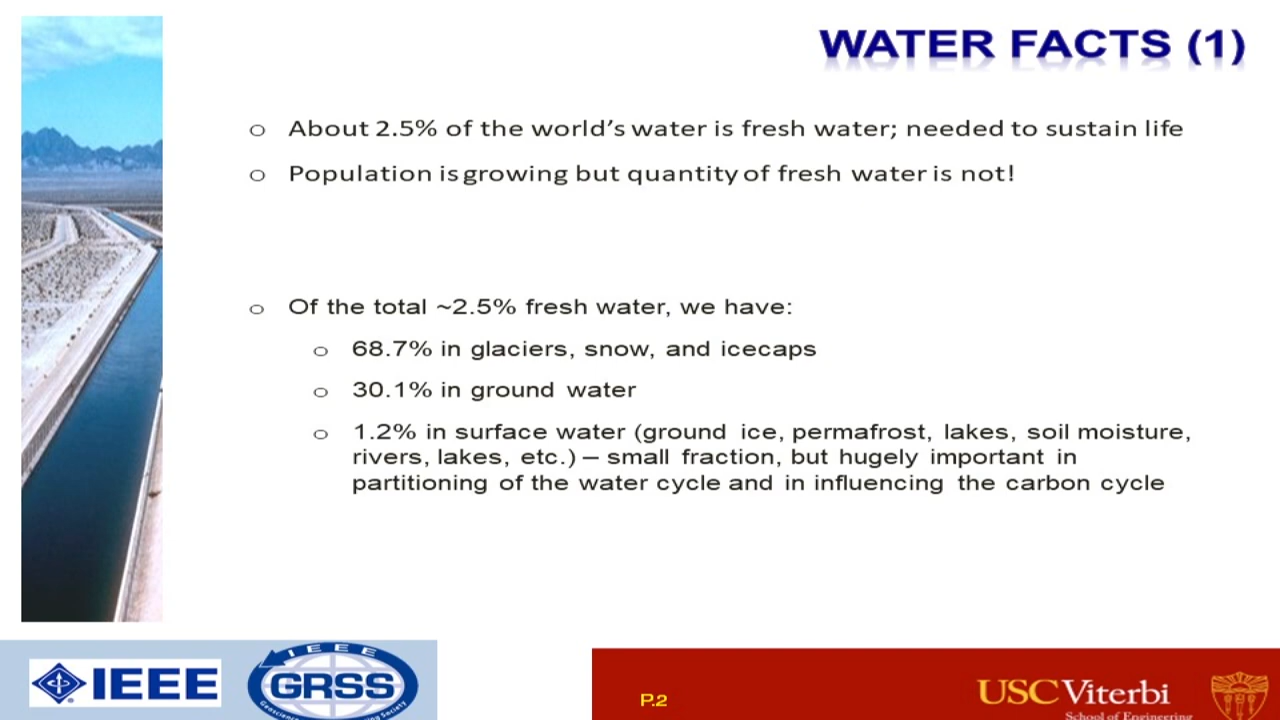 WATER FACTS (1)
o About 2.5% of the world's water is fresh water; needed to sustain life
o Population is growing but quantity of fresh water is not!
o Of the total ~2.5% fresh water, we have:
o 68.7% in glaciers, snow, and icecaps
o 30.1% in ground water
o 1.2% in surface water (ground ice, permafrost, lakes, soil moisture,
rivers, lakes, etc.) – small fraction, but hugely important in
partitioning of the water cycle and in influencing the carbon cycle
IEEE
IEEE
GRSS
P.2
USC Viterbi
School of Engineering